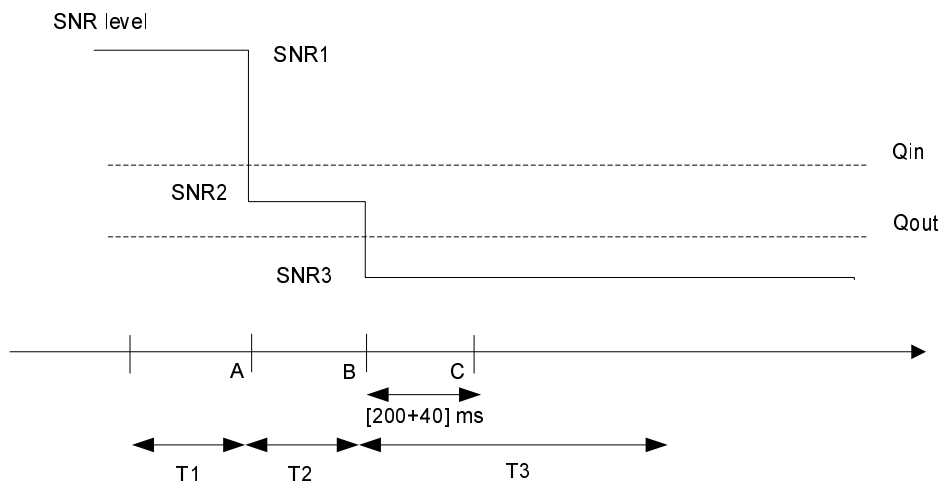 SNR level
SNR1
Qin
SNR2
Qout
SNR3
A
B
C
[200+40] ms
T1
T2
T3